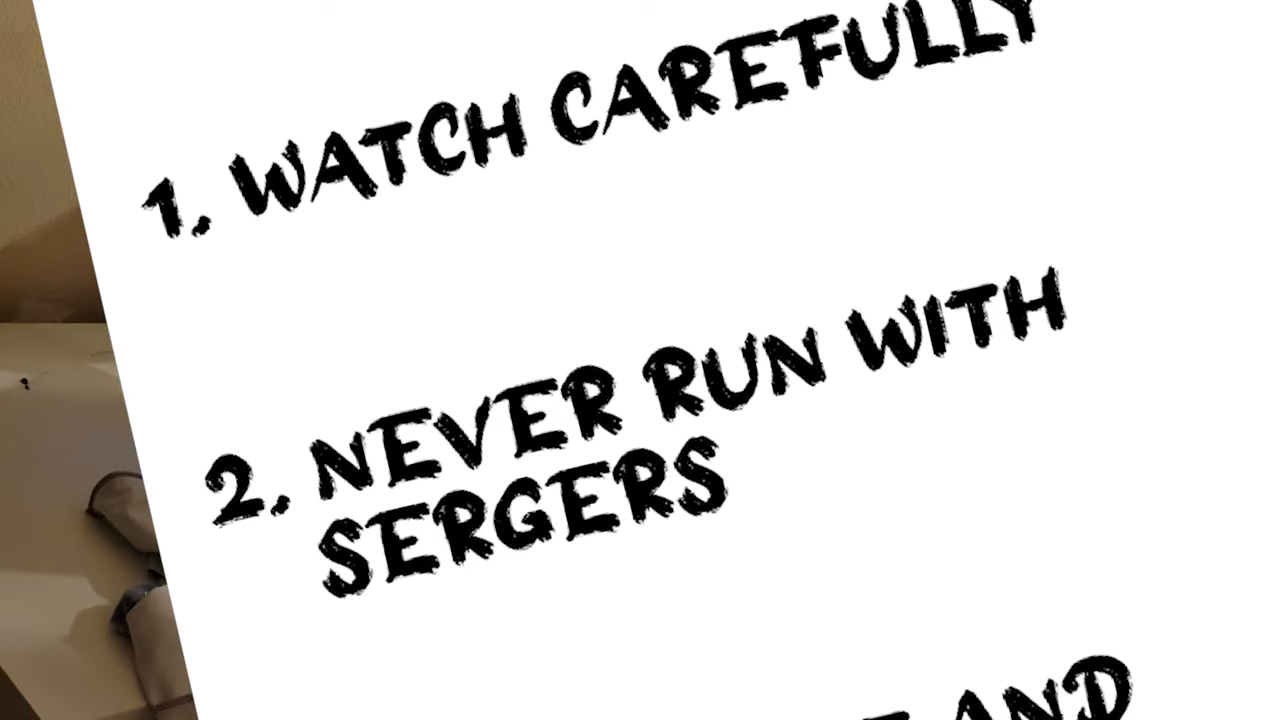 1. WATCH CAREFULLY
2. NEVER RUN WITH
SERGERS
AND